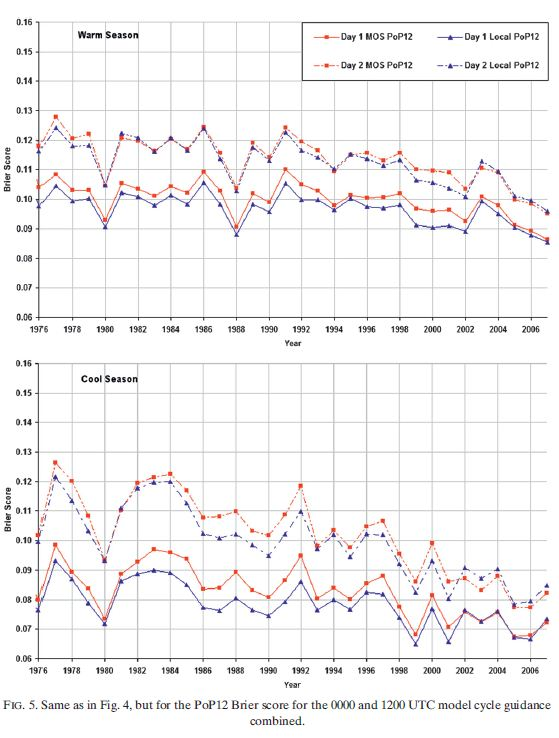 0.16
Warm Season
Day 1 MOS PoP12
Day 1 Local PoP12
0.15
Day 2 MOS PoP12
Day 2 Local PoP12
0.14
0.13
0.12
0.11
0.10
0.09
0.08
0.07
0.06
Brier Score
1976 1978 1980 1982 1984 1986 1988 1990 1992 1994 1996 1998 2000 2002 2004 2006
Year
0.16
Cool Season
0.15
0.14
0.13
0.12
0.11
0.10
0.09
0.08
0.07
0.06
Brier Score
1976 1978 1980 1982 1984 1986 1988 1990 1992 1994 1996 1998 2000 2002 2004 2006
Year
FIG. 5. Same as in Fig. 4, but for the PoP12 Brier score for the 0000 and 1200 UTC model cycle guidance
combined.